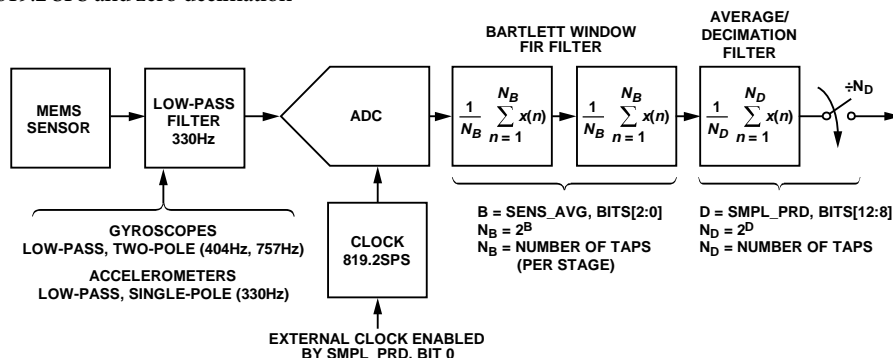 BARTLETT WINDOW
FIR FILTER
AVERAGE/
DECIMATION
FILTER
MEMS
SENSOR
LOW-PASS
FILTER
330Hz
ADC
1/N_B ∑ x(n) n = 1 N_B
1/N_B ∑ x(n) n = 1 N_B
1/N_D ∑ x(n) n = 1 N_D
÷N_D
GYROSCOPES
LOW-PASS, TWO-POLE (404Hz, 757Hz)
ACCELEROMETERS
LOW-PASS, SINGLE-POLE (330Hz)
CLOCK
819.2SPS
EXTERNAL CLOCK ENABLED
BY SMPL_PRD, BIT 0
B = SENS_AVG, BITS[2:0]
N_B = 2^B
N_B = NUMBER OF TAPS
(PER STAGE)
D = SMPL_PRD, BITS[12:8]
N_D = 2^D
N_D = NUMBER OF TAPS